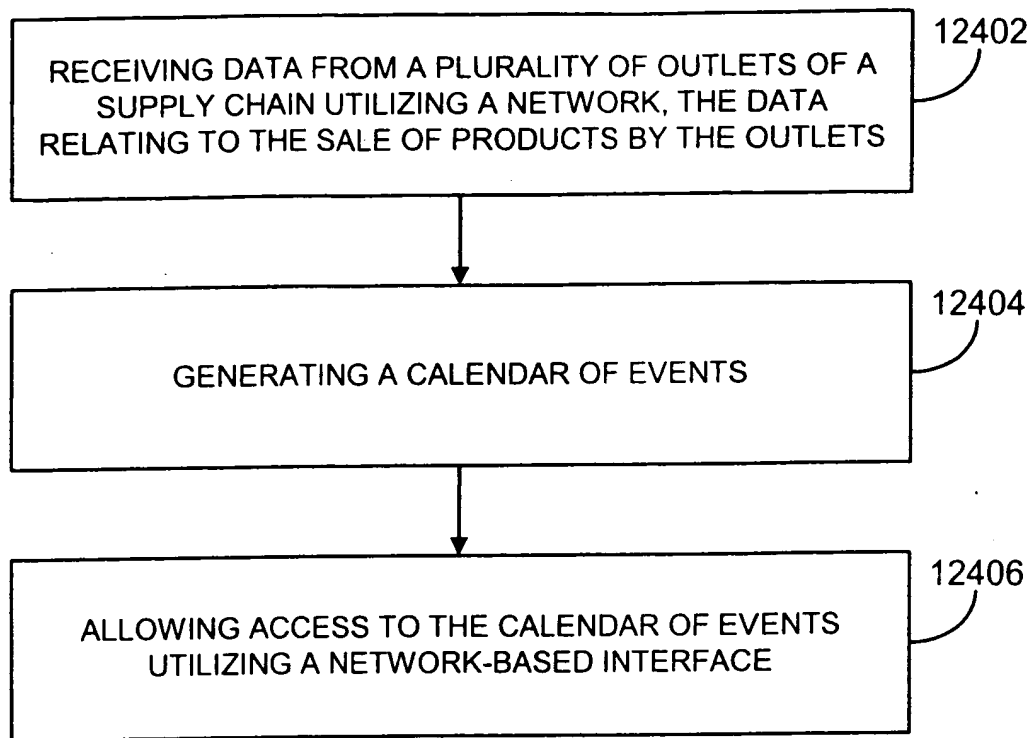 12402
RECEIVING DATA FROM A PLURALITY OF OUTLETS OF A
SUPPLY CHAIN UTILIZING A NETWORK, THE DATA
RELATING TO THE SALE OF PRODUCTS BY THE OUTLETS
12404
GENERATING A CALENDAR OF EVENTS
12406
ALLOWING ACCESS TO THE CALENDAR OF EVENTS
UTILIZING A NETWORK-BASED INTERFACE